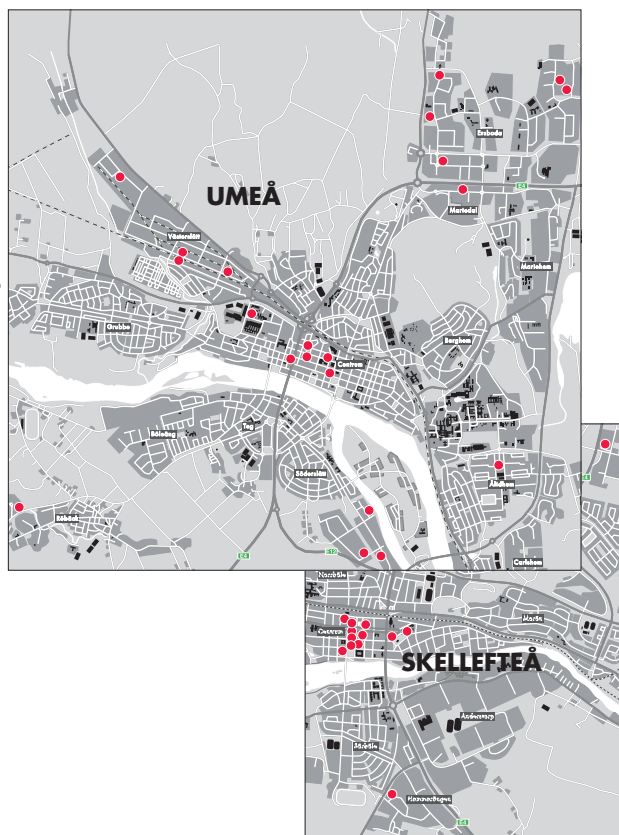 Ersboda
E4
UMEÅ
Mariedal
Västerslätt
Mariehem
Grubbe
Berghem
Centrum
Teg
Böleäng
Söderslätt
Ålidhem
Röbäck
E4
E12
Carlshem
Norrböle
Morön
Centrum
SKELLEFTEÅ
Anderstorp
Sörböle
E4